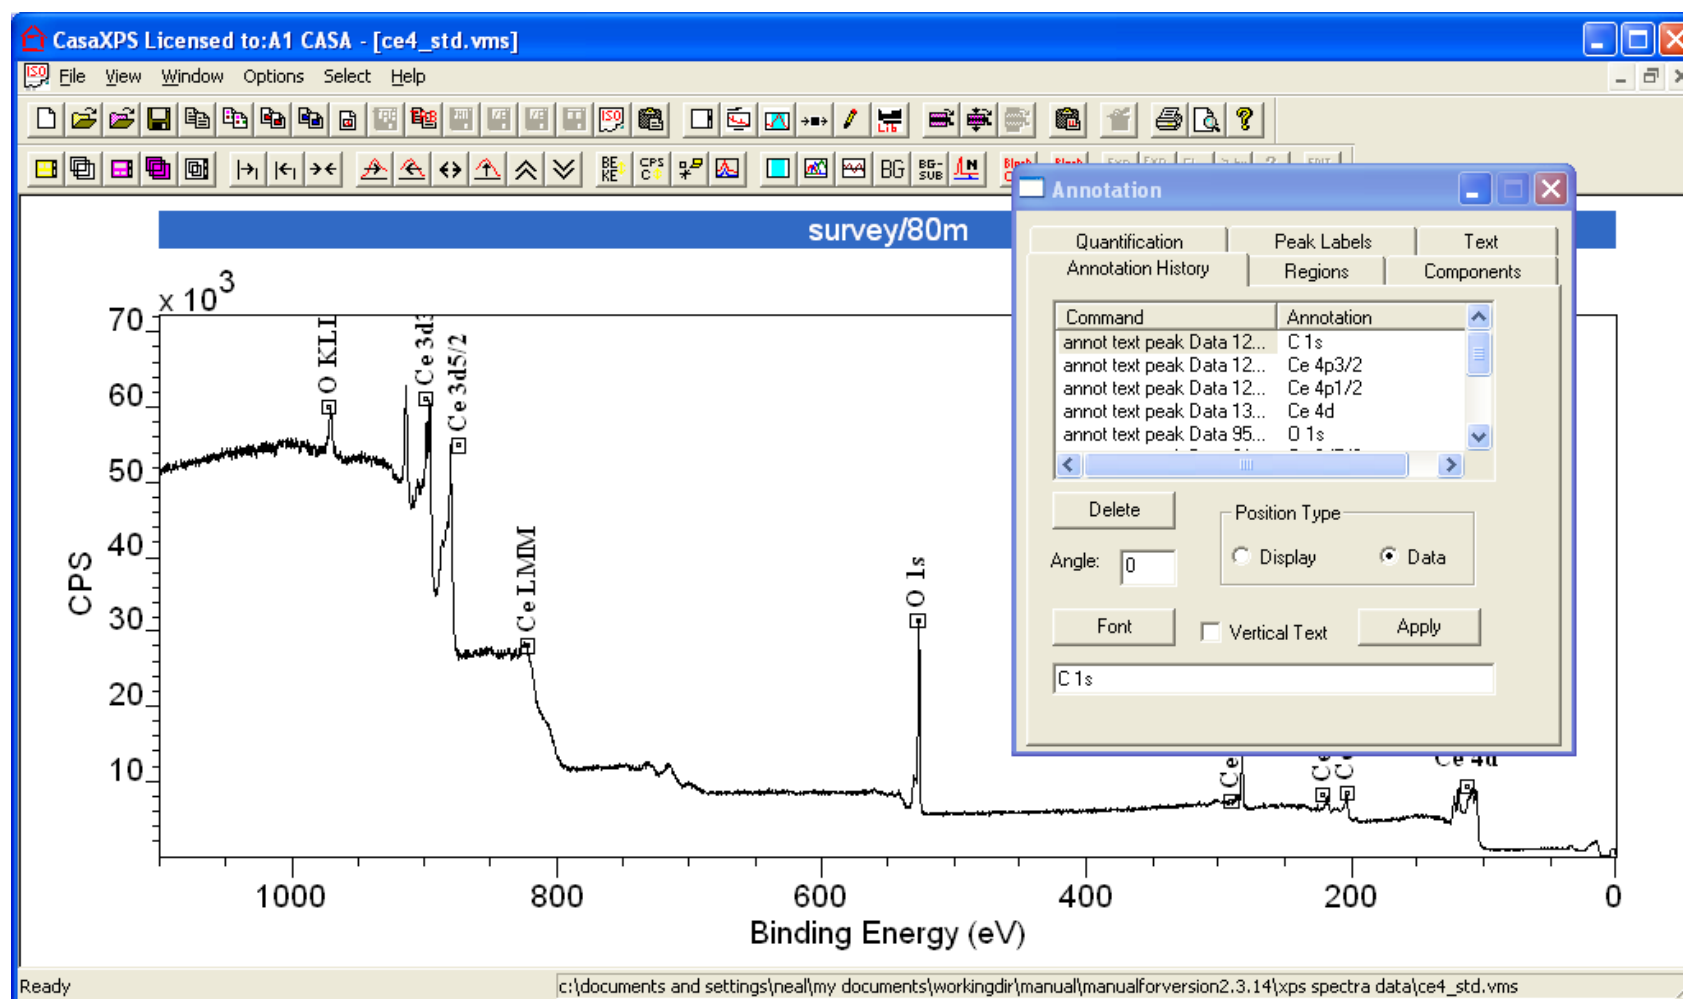 CasaXPS Licensed to:A1 CASA - [ce4_std.vms]
File View Window Options Select Help
BE KE CPS C BG BG-SUB
survey/80m
Annotation
Quantification Peak Labels Text
Annotation History Regions Components
Command Annotation
annot text peak Data 12... C 1s
annot text peak Data 12... Ce 4p3/2
annot text peak Data 12... Ce 4p1/2
annot text peak Data 13... Ce 4d
annot text peak Data 95... O 1s
Delete
Position Type
Display Data
Angle: 0
Font Vertical Text Apply
C 1s
x 10 3
70
60
50
40
30
20
10
CPS
O KLL
Ce 3d3
Ce 3d5/2
Ce LMM
O 1s
Ce
Ce 4d
1000 800 600 400 200 0
Binding Energy (eV)
Ready c:\documents and settings\neal\my documents\workingdir\manual\manualforversion2.3.14\xps spectra data\ce4_std.vms